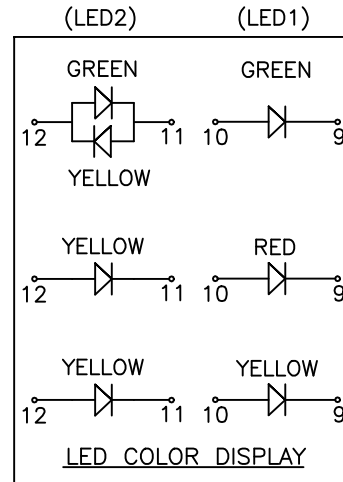 (LED2) (LED1)
GREEN GREEN
12 11 10 9
YELLOW
YELLOW RED
12 11 10 9
YELLOW YELLOW
12 11 10 9
LED COLOR DISPLAY